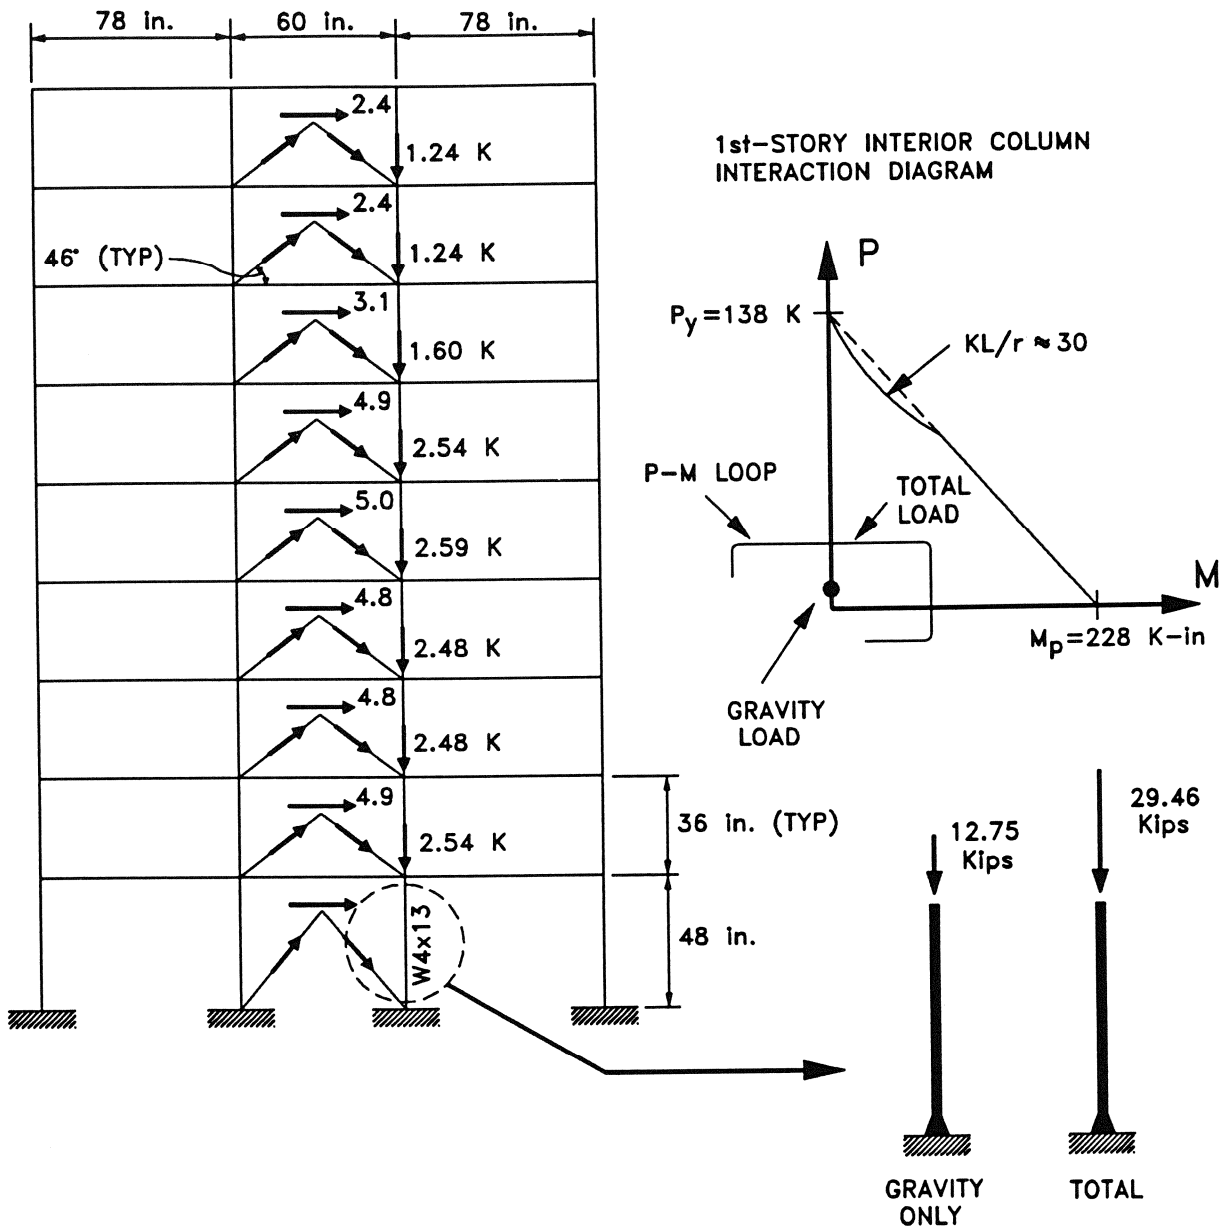 78 in.
60 in.
78 in.
2.4
1.24 K
2.4
46° (TYP)
1.24 K
3.1
1.60 K
4.9
2.54 K
5.0
2.59 K
4.8
2.48 K
4.8
2.48 K
4.9
2.54 K
36 in. (TYP)
W4x13
48 in.
1st-STORY INTERIOR COLUMN
INTERACTION DIAGRAM
P
Py=138 K
KL/r ≈ 30
P-M LOOP
TOTAL
LOAD
M
Mp=228 K-in
GRAVITY
LOAD
12.75
Kips
29.46
Kips
GRAVITY
ONLY
TOTAL